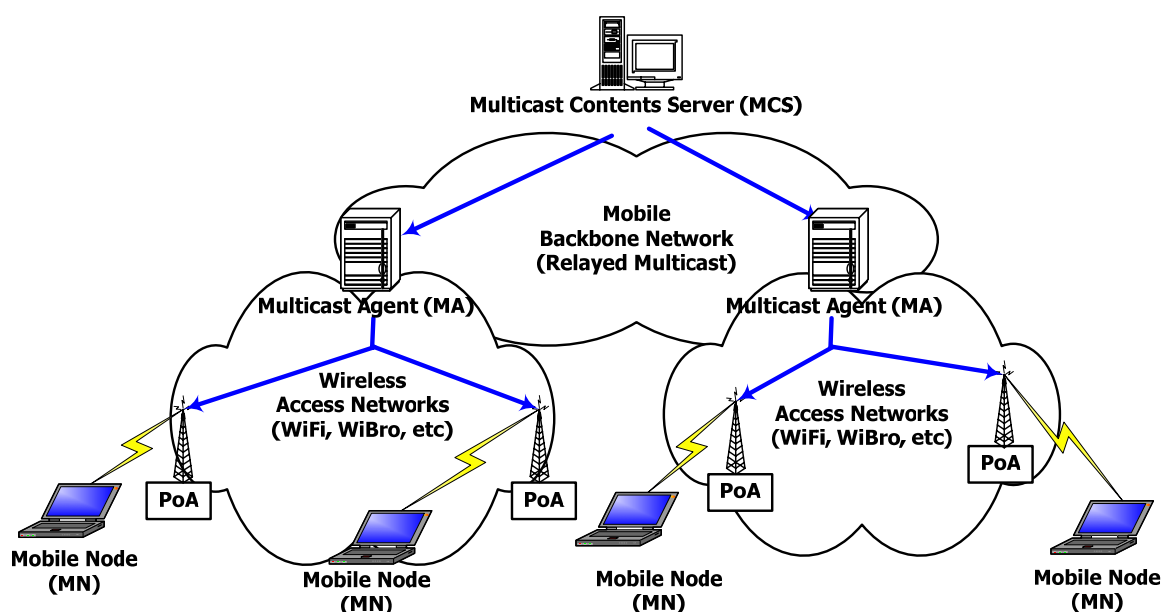 Multicast Contents Server (MCS)
Mobile
Backbone Network
(Relayed Multicast)
Multicast Agent (MA)
Multicast Agent (MA)
Wireless
Access Networks
(WiFi, WiBro, etc)
Wireless
Access Networks
(WiFi, WiBro, etc)
PoA
PoA
PoA
PoA
Mobile Node
(MN)
Mobile Node
(MN)
Mobile Node
(MN)
Mobile Node
(MN)